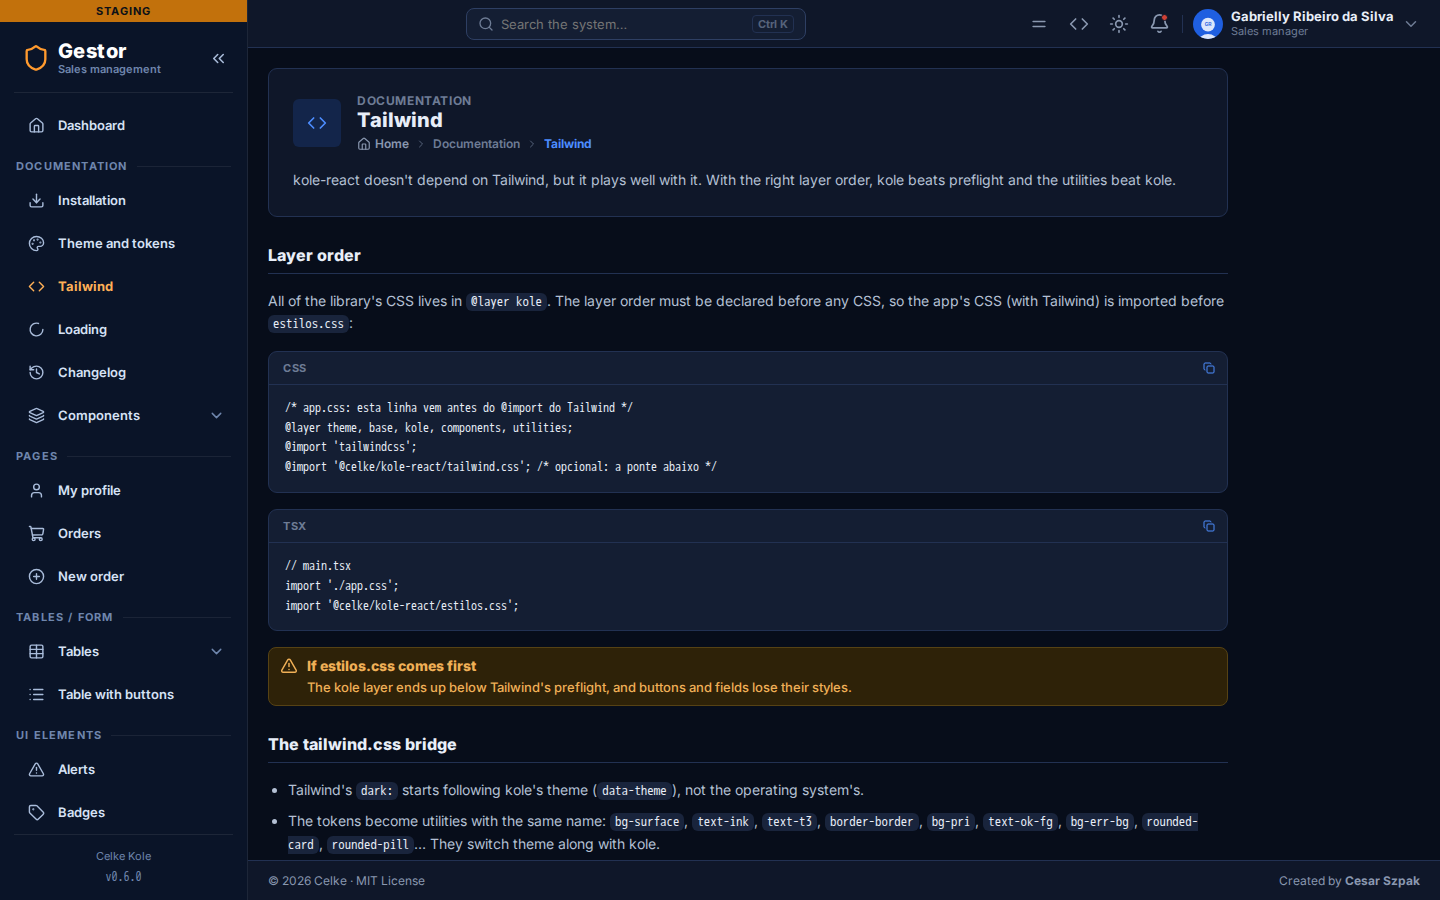 STAGING
Gestor
Sales management
Dashboard
DOCUMENTATION
Installation
Theme and tokens
Tailwind
Loading
Changelog
Components
PAGES
My profile
Orders
New order
TABLES / FORM
Tables
Table with buttons
UI ELEMENTS
Alerts
Badges
Celke Kole
v0.6.0
Search the system...
Ctrl K
GR
Gabrielly Ribeiro da Silva
Sales manager
DOCUMENTATION
Tailwind
Home > Documentation > Tailwind
kole-react doesn't depend on Tailwind, but it plays well with it. With the right layer order, kole beats preflight and the utilities beat kole.
Layer order
All of the library's CSS lives in @layer kole. The layer order must be declared before any CSS, so the app's CSS (with Tailwind) is imported before
estilos.css:
CSS
/* app.css: esta linha vem antes do @import do Tailwind */
@layer theme, base, kole, components, utilities;
@import 'tailwindcss';
@import '@celke/kole-react/tailwind.css'; /* opcional: a ponte abaixo */
TSX
// main.tsx
import './app.css';
import '@celke/kole-react/estilos.css';
If estilos.css comes first
The kole layer ends up below Tailwind's preflight, and buttons and fields lose their styles.
The tailwind.css bridge
• Tailwind's dark: starts following kole's theme (data-theme), not the operating system's.
• The tokens become utilities with the same name: bg-surface, text-ink, text-t3, border-border, bg-pri, text-ok-fg, bg-err-bg, rounded-
card, rounded-pill... They switch theme along with kole.
© 2026 Celke · MIT License
Created by Cesar Szpak